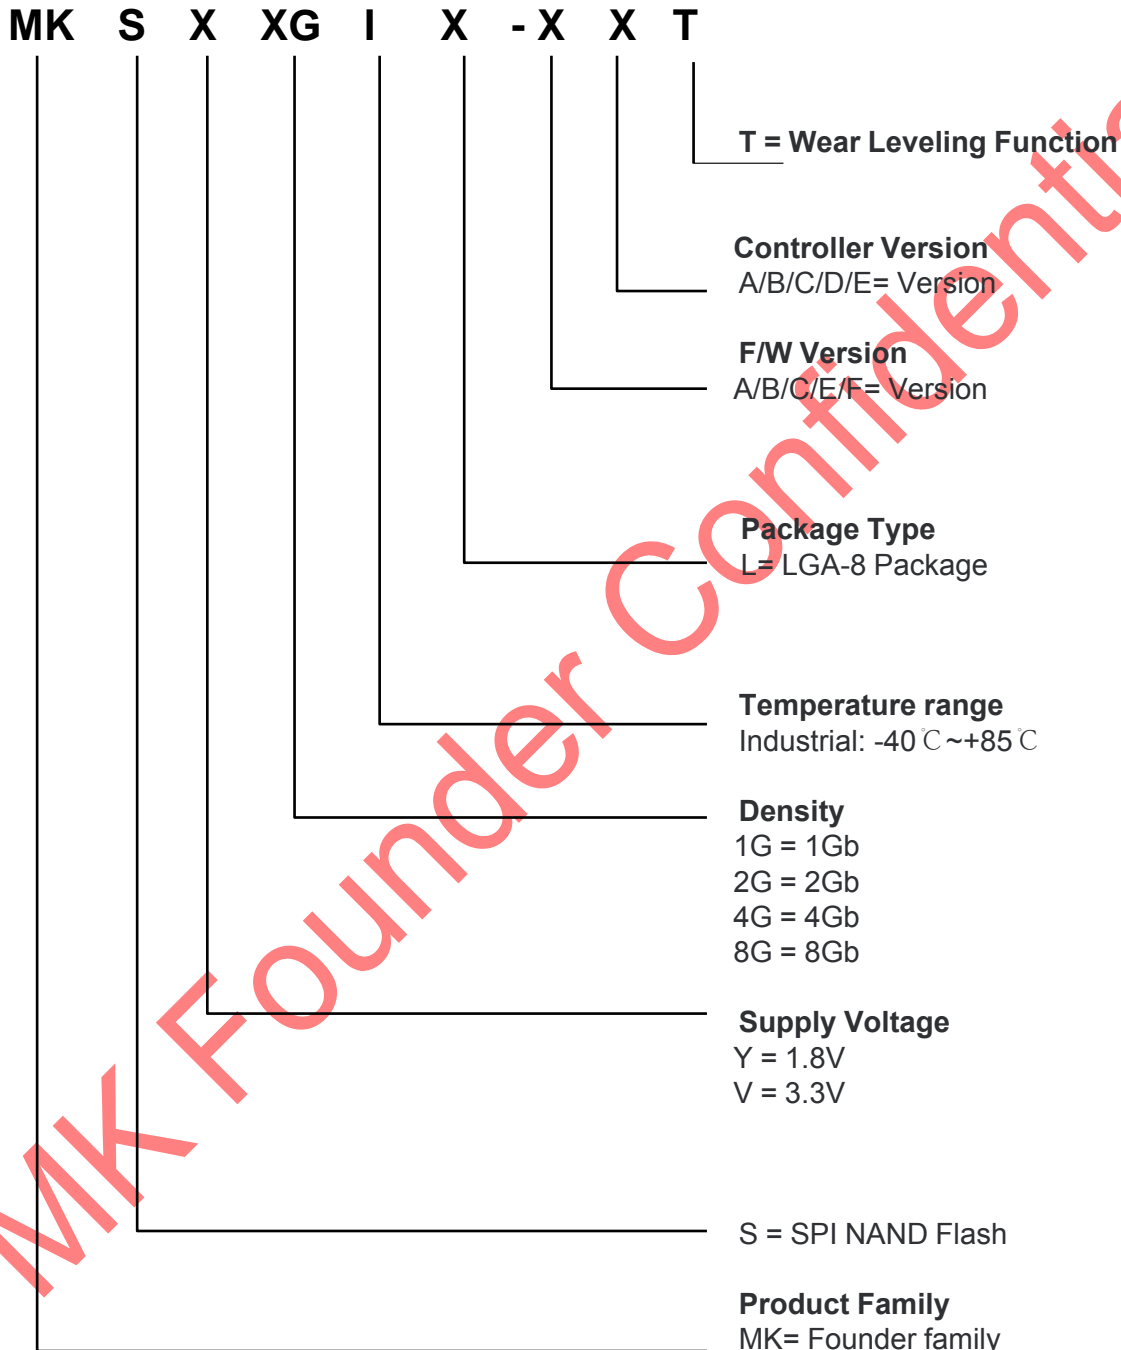 MK S X XG I X - X X T
T = Wear Leveling Function
Controller Version
A/B/C/D/E= Version
F/W Version
A/B/C/E/F= Version
Package Type
L= LGA-8 Package
Temperature range
Industrial: -40℃~+85℃
Density
1G = 1Gb
2G = 2Gb
4G = 4Gb
8G = 8Gb
Supply Voltage
Y = 1.8V
V = 3.3V
S = SPI NAND Flash
Product Family
MK= Founder family
MK Founder Confidentia